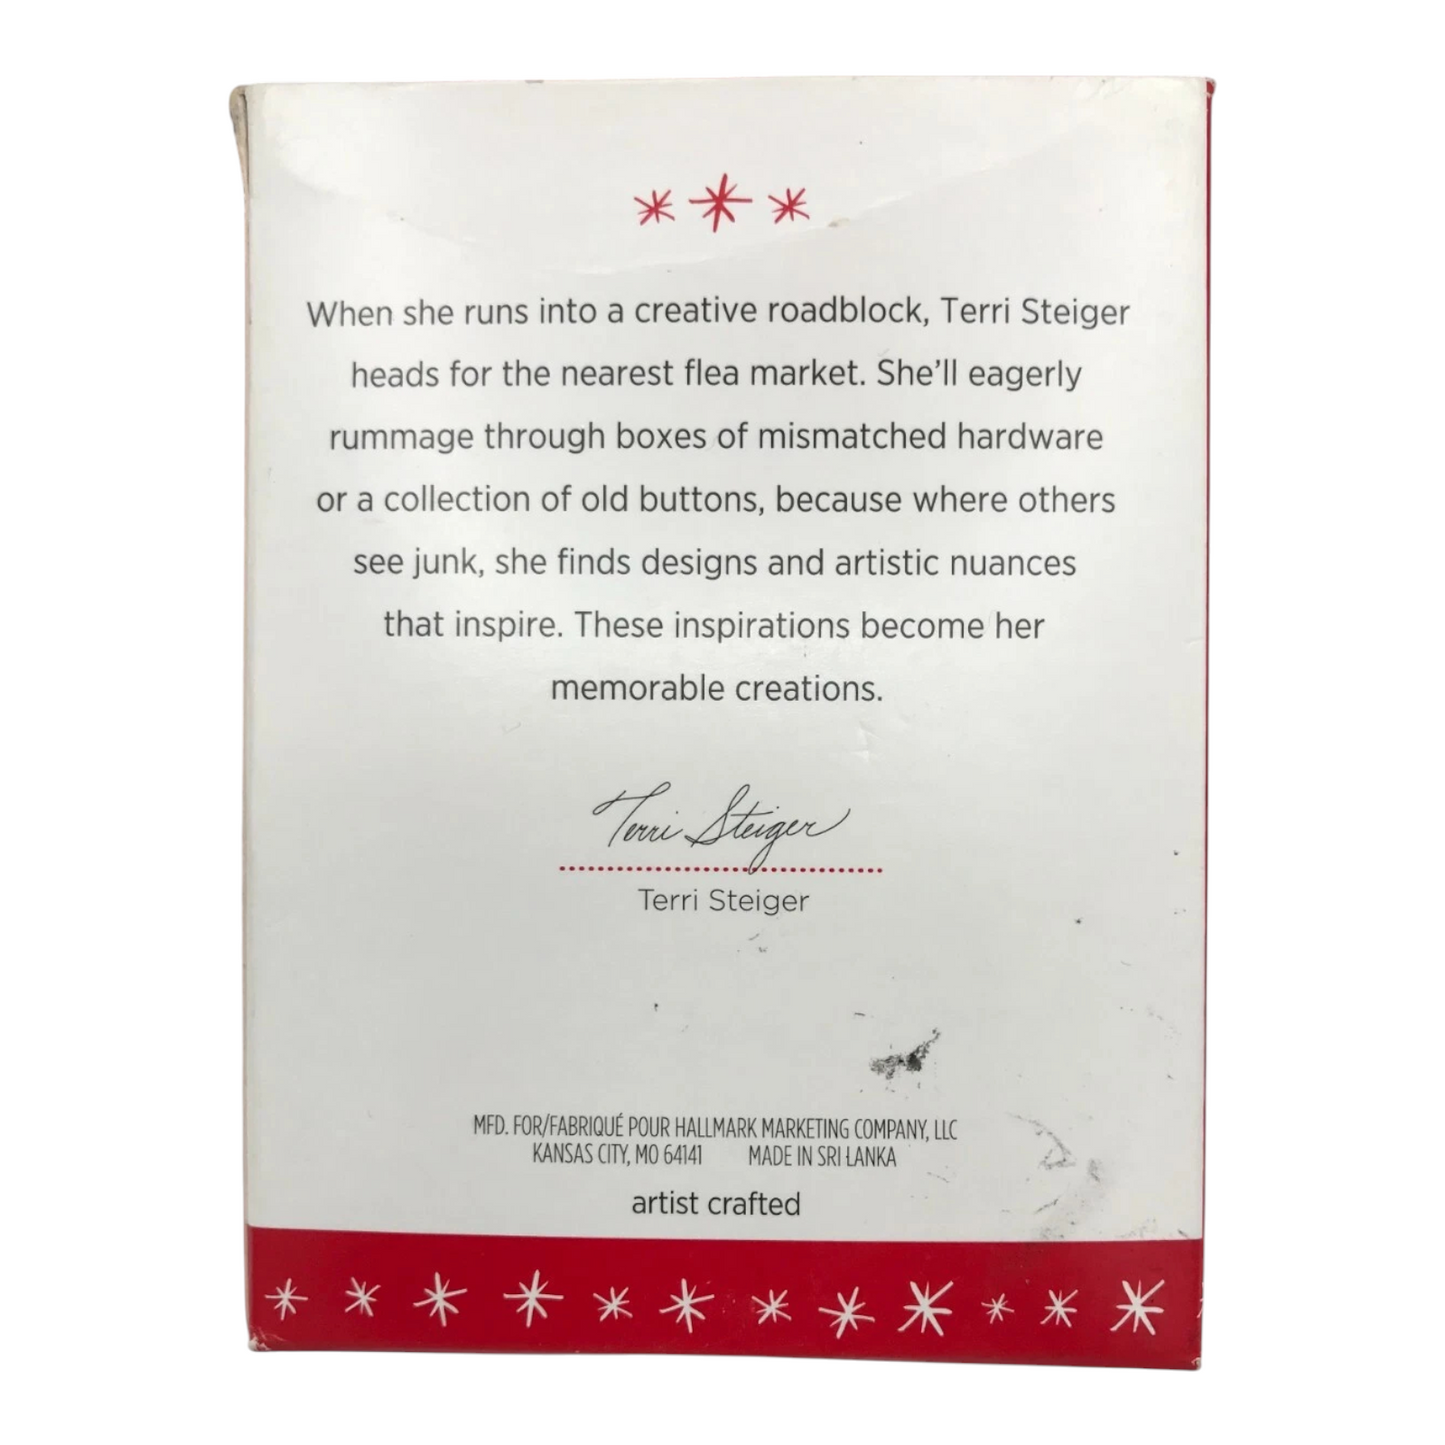 When she runs into a creative roadblock, Terri Steiger
heads for the nearest flea market. She'll eagerly
rummage through boxes of mismatched hardware
or a collection of old buttons, because where others
see junk, she finds designs and artistic nuances
that inspire. These inspirations become her
memorable creations.
Terri Steiger
Terri Steiger
MFD. FOR/FABRIQUÉ POUR HALLMARK MARKETING COMPANY, LLC
KANSAS CITY, MO 64141 MADE IN SRI LANKA
artist crafted